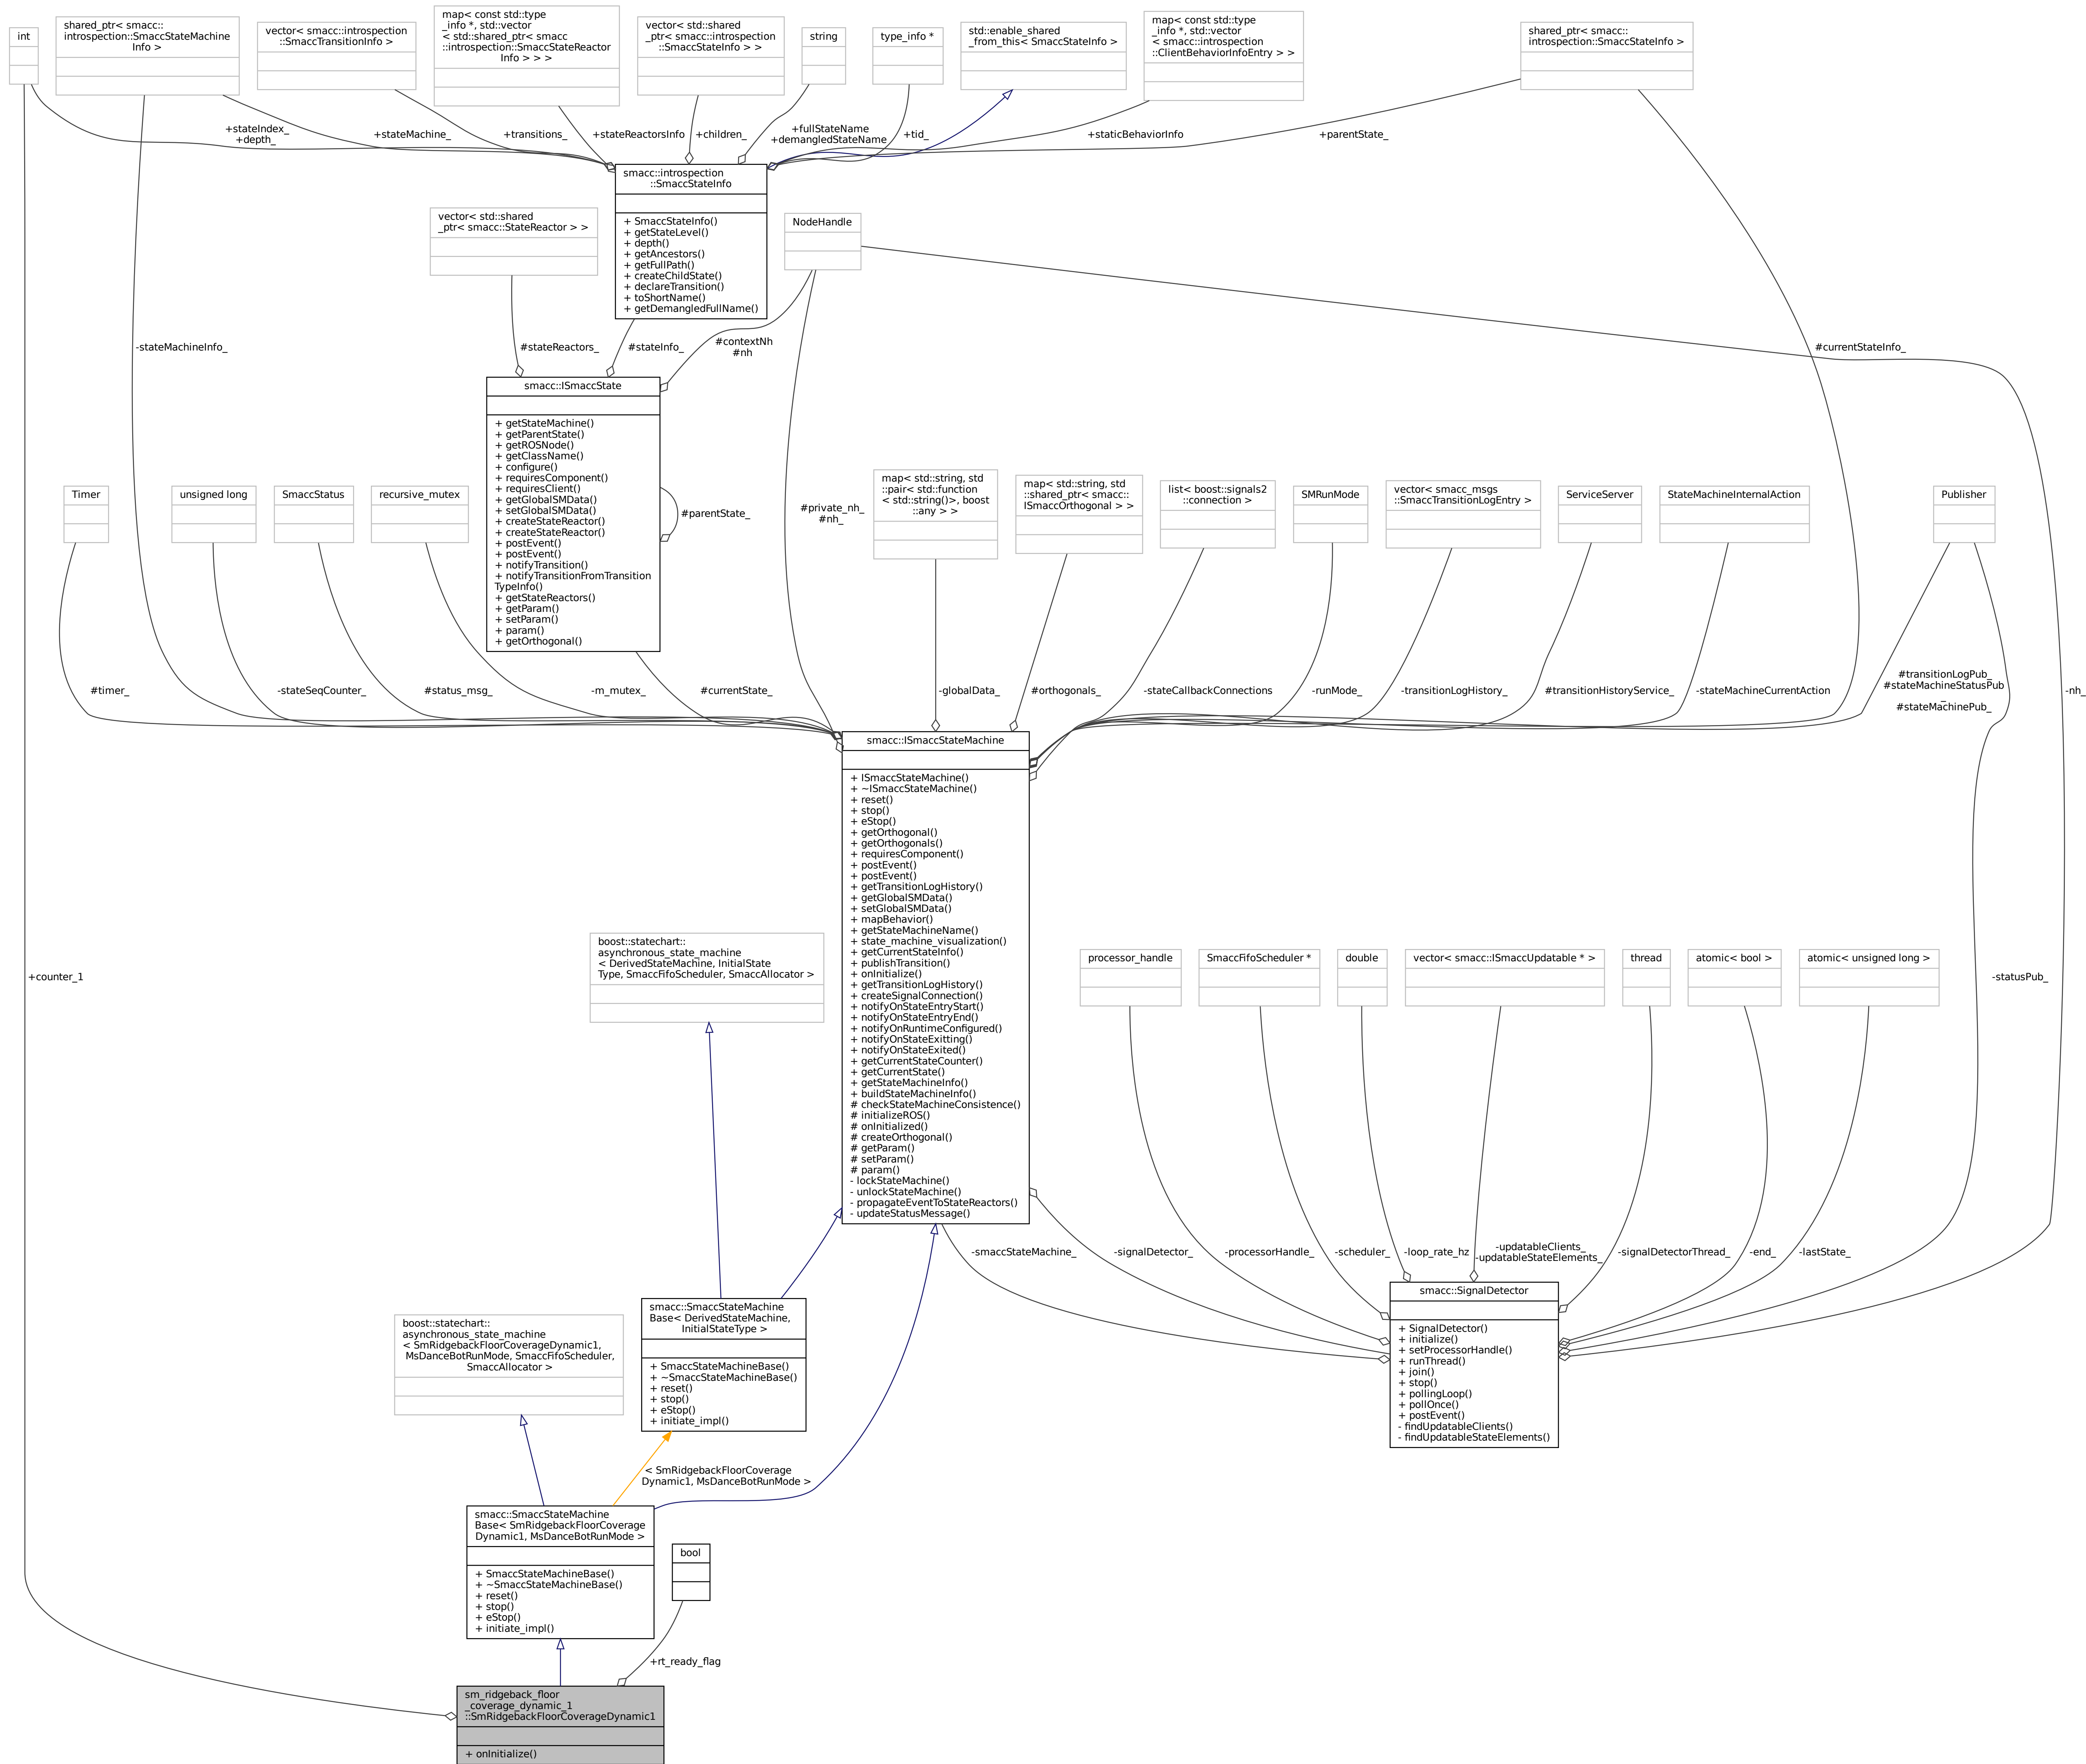 int
shared_ptr< smacc::
introspection::SmaccStateMachine
Info >
vector< smacc::introspection
::SmaccTransitionInfo >
map< const std::type
_info *, std::vector
< std::shared_ptr< smacc
::introspection::SmaccStateReactor
Info > > >
vector< std::shared
_ptr< smacc::introspection
::SmaccStateInfo > >
string
type_info *
std::enable_shared
_from_this< SmaccStateInfo >
map< const std::type
_info *, std::vector
< smacc::introspection
::ClientBehaviorInfoEntry > >
shared_ptr< smacc::
introspection::SmaccStateInfo >
+stateIndex_
+depth_
+stateMachine_
+transitions_
+stateReactorsInfo
+children_
+fullStateName
+demangledStateName
+tid_
+staticBehaviorInfo
+parentState_
smacc::introspection
::SmaccStateInfo
+ SmaccStateInfo()
+ getStateLevel()
+ depth()
+ getAncestors()
+ getFullPath()
+ createChildState()
+ declareTransition()
+ toShortName()
+ getDemangledFullName()
vector< std::shared
_ptr< smacc::StateReactor > >
NodeHandle
-stateMachineInfo_
#stateReactors_
#stateInfo_
#contextNh
#nh
#currentStateInfo_
smacc::ISmaccState
+ getStateMachine()
+ getParentState()
+ getROSNode()
+ getClassName()
+ configure()
+ requiresComponent()
+ requiresClient()
+ getGlobalSMData()
+ setGlobalSMData()
+ createStateReactor()
+ createStateReactor()
+ postEvent()
+ postEvent()
+ notifyTransition()
+ notifyTransitionFromTransition
TypeInfo()
+ getStateReactors()
+ getParam()
+ setParam()
+ param()
+ getOrthogonal()
#parentState_
#private_nh_
#nh_
Timer
unsigned long
SmaccStatus
recursive_mutex
map< std::string, std
::pair< std::function
< std::string()>, boost
::any > >
map< std::string, std
::shared_ptr< smacc::
ISmaccOrthogonal > >
list< boost::signals2
::connection >
SMRunMode
vector< smacc_msgs
::SmaccTransitionLogEntry >
ServiceServer
StateMachineInternalAction
Publisher
#timer_
-stateSeqCounter_
#status_msg_
-m_mutex_
#currentState_
-globalData_
#orthogonals_
-stateCallbackConnections
-runMode_
-transitionLogHistory_
#transitionHistoryService_
-stateMachineCurrentAction
#transitionLogPub_
#stateMachineStatusPub
_
#stateMachinePub_
-nh_
smacc::ISmaccStateMachine
+ ISmaccStateMachine()
+ ~ISmaccStateMachine()
+ reset()
+ stop()
+ eStop()
+ getOrthogonal()
+ getOrthogonals()
+ requiresComponent()
+ postEvent()
+ postEvent()
+ getTransitionLogHistory()
+ getGlobalSMData()
+ setGlobalSMData()
+ mapBehavior()
+ getStateMachineName()
+ state_machine_visualization()
+ getCurrentStateInfo()
+ publishTransition()
+ onInitialize()
+ getTransitionLogHistory()
+ createSignalConnection()
+ notifyOnStateEntryStart()
+ notifyOnStateEntryEnd()
+ notifyOnRuntimeConfigured()
+ notifyOnStateExitting()
+ notifyOnStateExited()
+ getCurrentStateCounter()
+ getCurrentState()
+ getStateMachineInfo()
+ buildStateMachineInfo()
# checkStateMachineConsistence()
# initializeROS()
# onInitialized()
# createOrthogonal()
# getParam()
# setParam()
# param()
- lockStateMachine()
- unlockStateMachine()
- propagateEventToStateReactors()
- updateStatusMessage()
+counter_1
boost::statechart::
asynchronous_state_machine
< DerivedStateMachine, InitialState
Type, SmaccFifoScheduler, SmaccAllocator >
processor_handle
SmaccFifoScheduler *
double
vector< smacc::ISmaccUpdatable * >
thread
atomic< bool >
atomic< unsigned long >
-statusPub_
-smaccStateMachine_
-signalDetector_
-processorHandle_
-scheduler_
-loop_rate_hz
-updatableClients_
-updatableStateElements_
-signalDetectorThread_
-end_
-lastState_
smacc::SignalDetector
+ SignalDetector()
+ initialize()
+ setProcessorHandle()
+ runThread()
+ join()
+ stop()
+ pollingLoop()
+ pollOnce()
+ postEvent()
- findUpdatableClients()
- findUpdatableStateElements()
smacc::SmaccStateMachine
Base< DerivedStateMachine,
InitialStateType >
+ SmaccStateMachineBase()
+ ~SmaccStateMachineBase()
+ reset()
+ stop()
+ eStop()
+ initiate_impl()
boost::statechart::
asynchronous_state_machine
< SmRidgebackFloorCoverageDynamic1,
MsDanceBotRunMode, SmaccFifoScheduler,
SmaccAllocator >
< SmRidgebackFloorCoverage
Dynamic1, MsDanceBotRunMode >
smacc::SmaccStateMachine
Base< SmRidgebackFloorCoverage
Dynamic1, MsDanceBotRunMode >
+ SmaccStateMachineBase()
+ ~SmaccStateMachineBase()
+ reset()
+ stop()
+ eStop()
+ initiate_impl()
bool
+rt_ready_flag
sm_ridgeback_floor
_coverage_dynamic_1
::SmRidgebackFloorCoverageDynamic1
+ onInitialize()